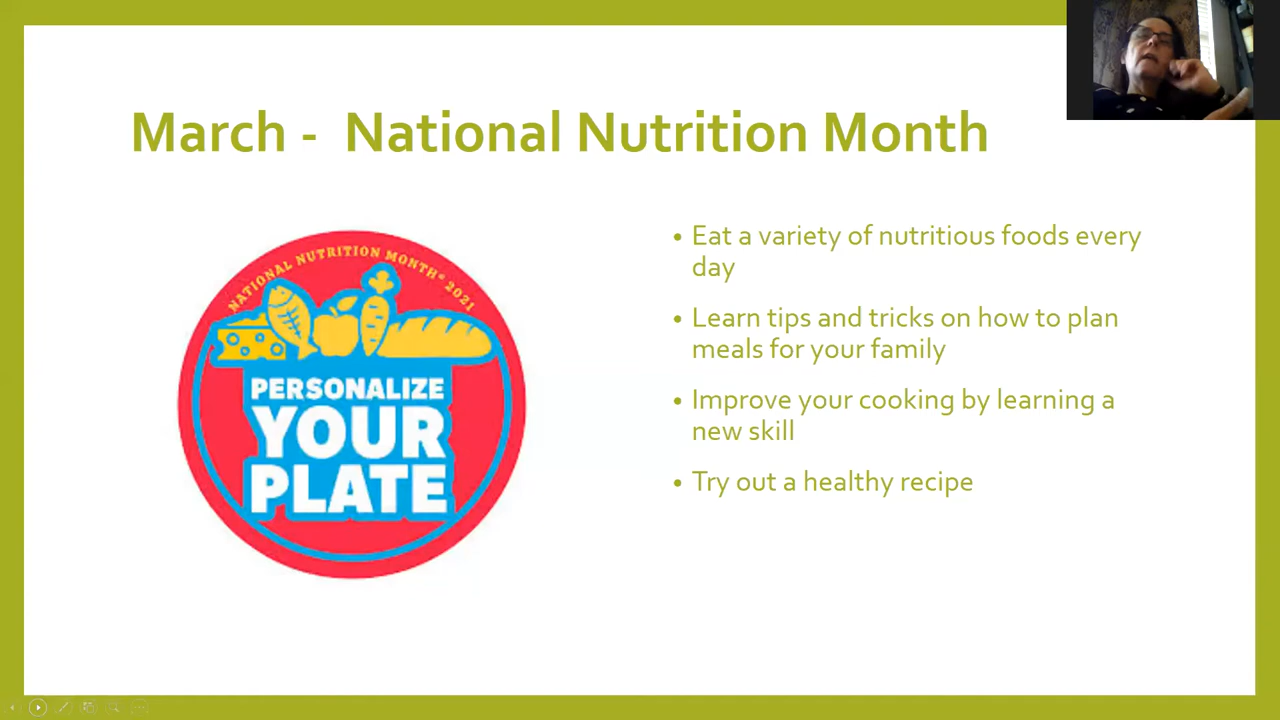 March - National Nutrition Month
NATIONAL NUTRITION MONTH® 2021
PERSONALIZE
YOUR
PLATE
• Eat a variety of nutritious foods every
day
• Learn tips and tricks on how to plan
meals for your family
• Improve your cooking by learning a
new skill
• Try out a healthy recipe